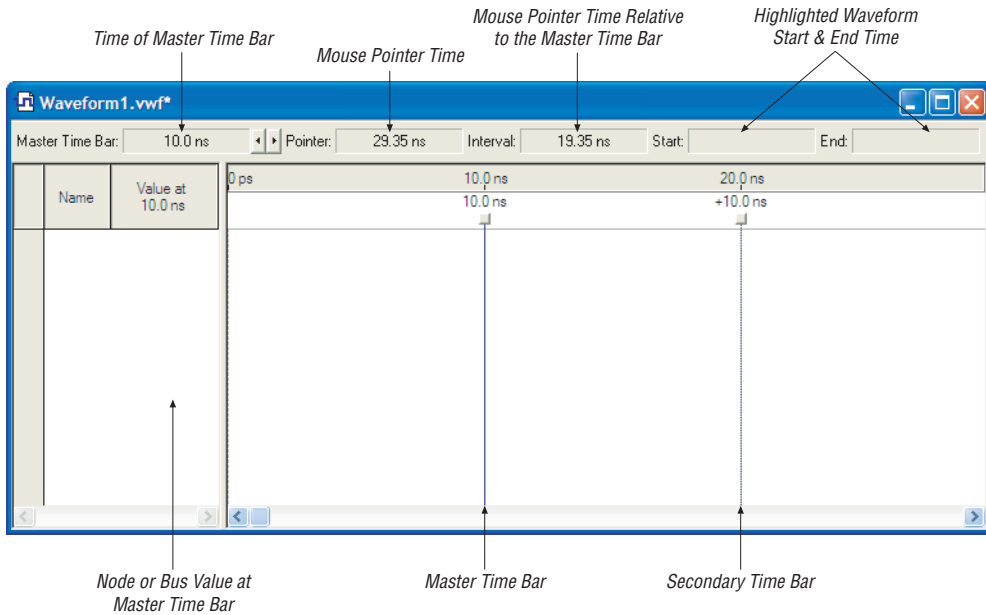 Time of Master Time Bar
Mouse Pointer Time
Mouse Pointer Time Relative
to the Master Time Bar
Highlighted Waveform
Start & End Time
Waveform1.vwf*
Master Time Bar: 10.0 ns Pointer: 29.35 ns Interval: 19.35 ns Start: End:
Name
Value at
10.0 ns
0 ps 10.0 ns 20.0 ns
10.0 ns +10.0 ns
Node or Bus Value at
Master Time Bar
Master Time Bar
Secondary Time Bar